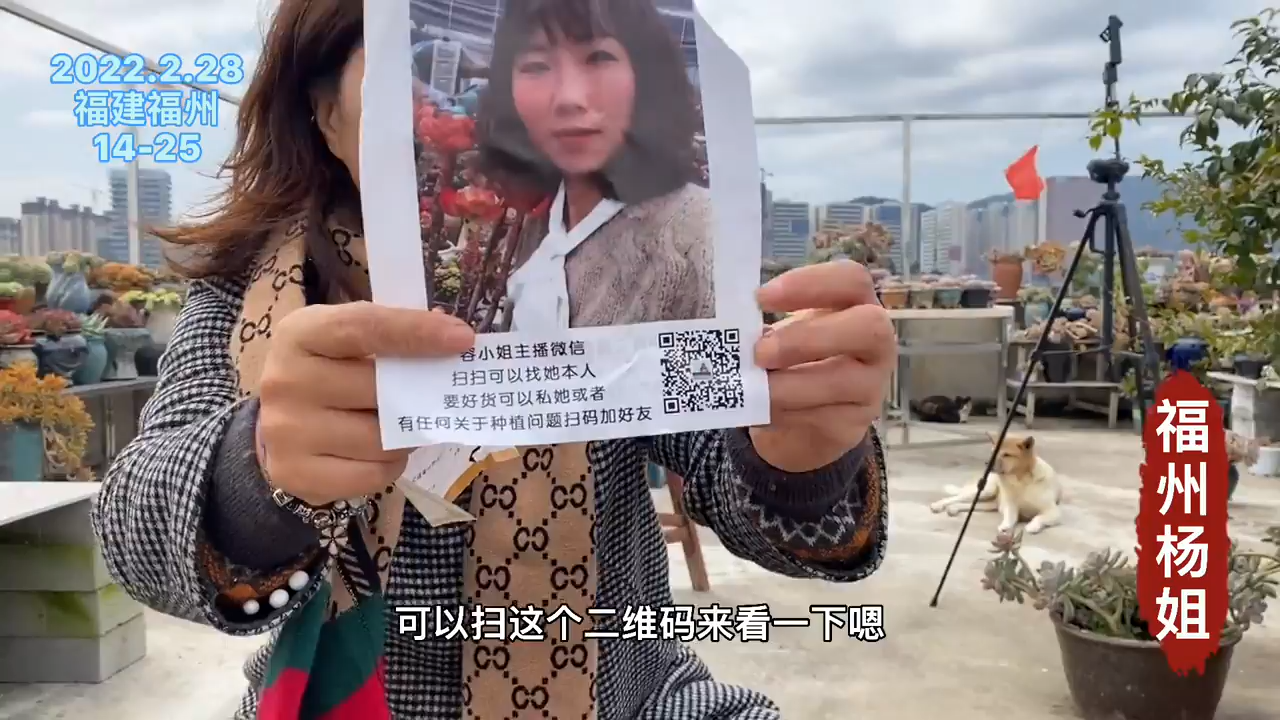 2022.2.28
福建福州
14-25
容小姐主播微信
扫扫可以找她本人
要好货可以私她或者
有任何关于种植问题扫码加好友
福州杨姐
可以扫这个二维码来看一下嗯